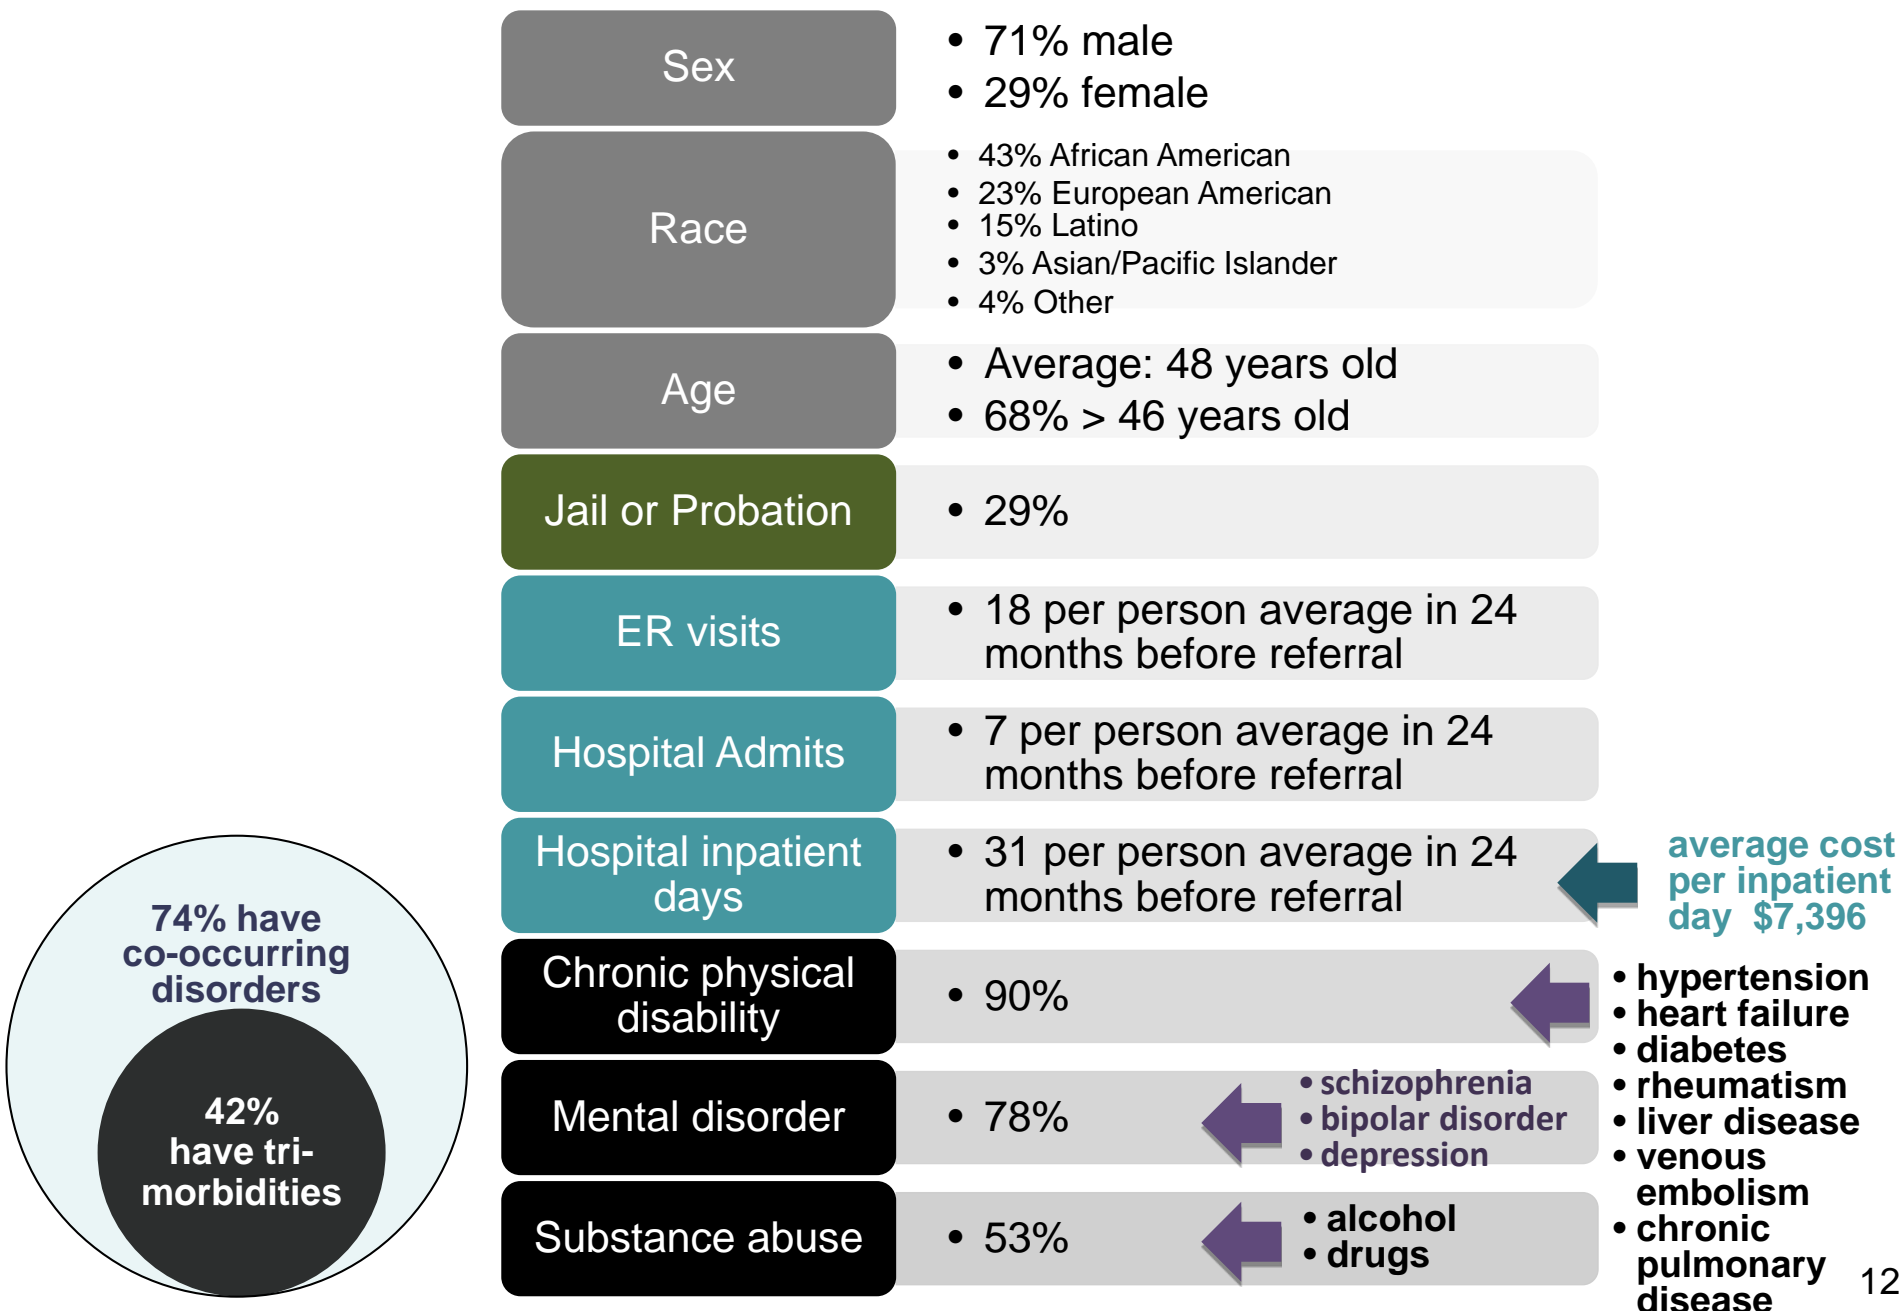 Sex
• 71% male
• 29% female
Race
• 43% African American
• 23% European American
• 15% Latino
• 3% Asian/Pacific Islander
• 4% Other
Age
• Average: 48 years old
• 68% > 46 years old
Jail or Probation
• 29%
ER visits
• 18 per person average in 24
months before referral
Hospital Admits
• 7 per person average in 24
months before referral
Hospital inpatient
days
• 31 per person average in 24
months before referral
average cost
per inpatient
day $7,396
Chronic physical
disability
• 90%
• hypertension
• heart failure
• diabetes
• rheumatism
• liver disease
• venous
embolism
• chronic
pulmonary
disease
Mental disorder
• 78%
• schizophrenia
• bipolar disorder
• depression
Substance abuse
• 53%
• alcohol
• drugs
74% have
co-occurring
disorders
42%
have tri-
morbidities
12